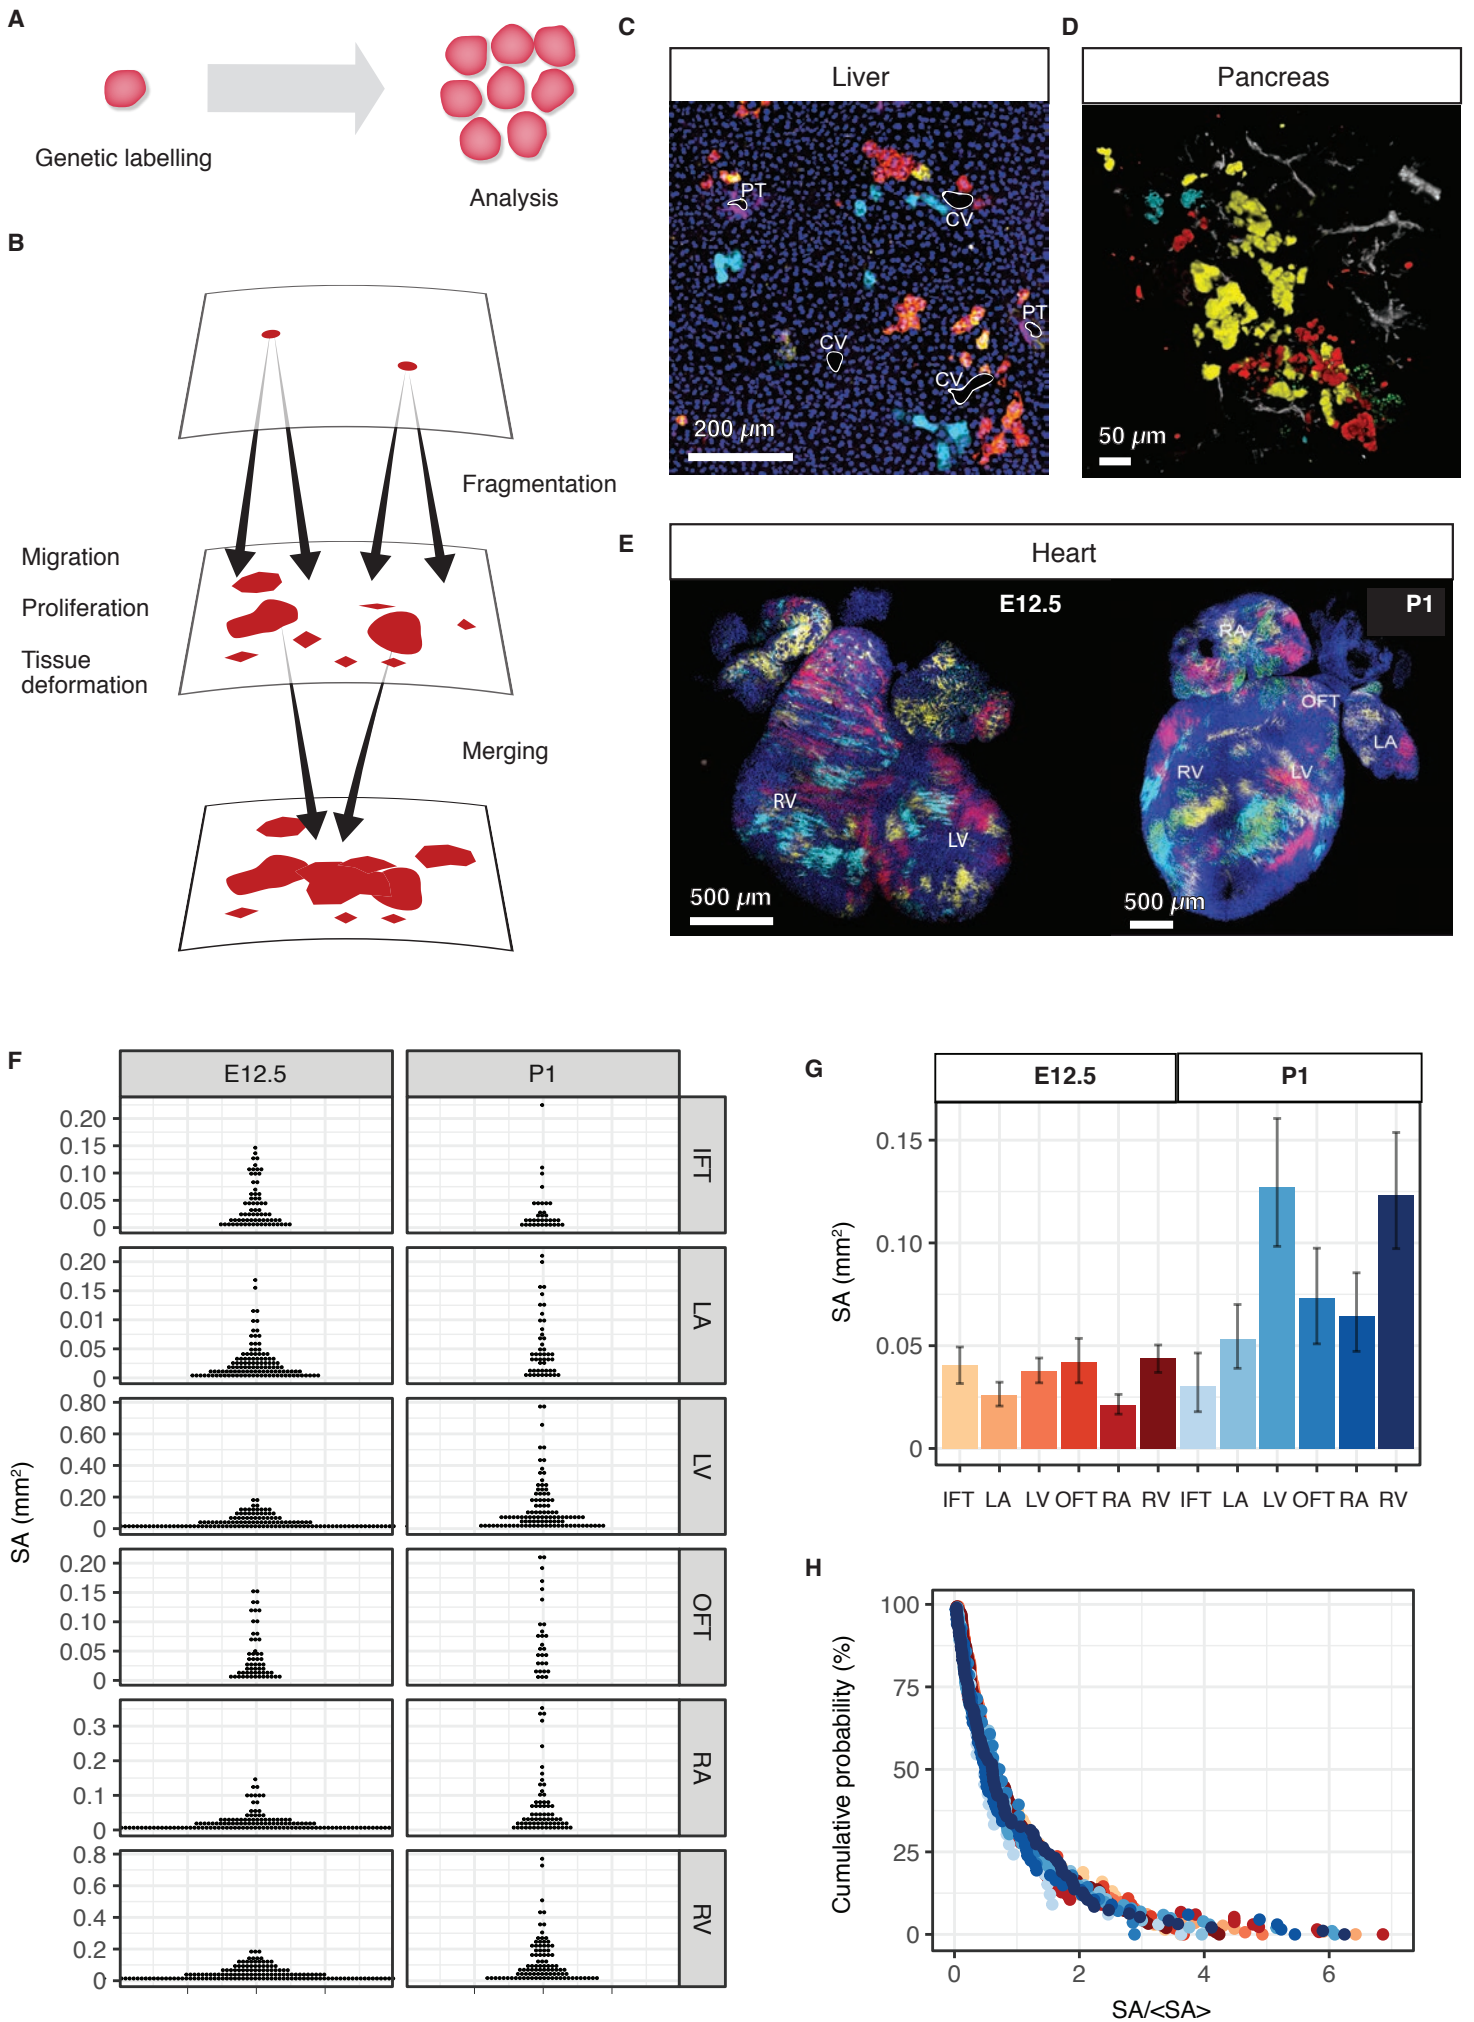 A
Genetic labelling
Analysis
B
Fragmentation
Migration
Proliferation
Tissue
deformation
Merging
C
Liver
PT
CV
PT
CV
CV
200 µm
D
Pancreas
50 µm
E
Heart
E12.5
RV
LV
500 µm
P1
RA
OFT
LA
RV
LV
500 µm
F
E12.5
P1
SA (mm²)
0.20
0.15
0.10
0.05
0
IFT
0.20
0.15
0.01
0.05
0
LA
0.80
0.60
0.40
0.20
0
LV
0.20
0.15
0.10
0.05
0
OFT
0.3
0.2
0.1
0
RA
0.8
0.6
0.4
0.2
0
RV
G
E12.5
P1
SA (mm²)
0.15
0.10
0.05
0
IFT LA LV OFT RA RV IFT LA LV OFT RA RV
H
Cumulative probability (%)
100
75
50
25
0
0 2 4 6
SA/<SA>